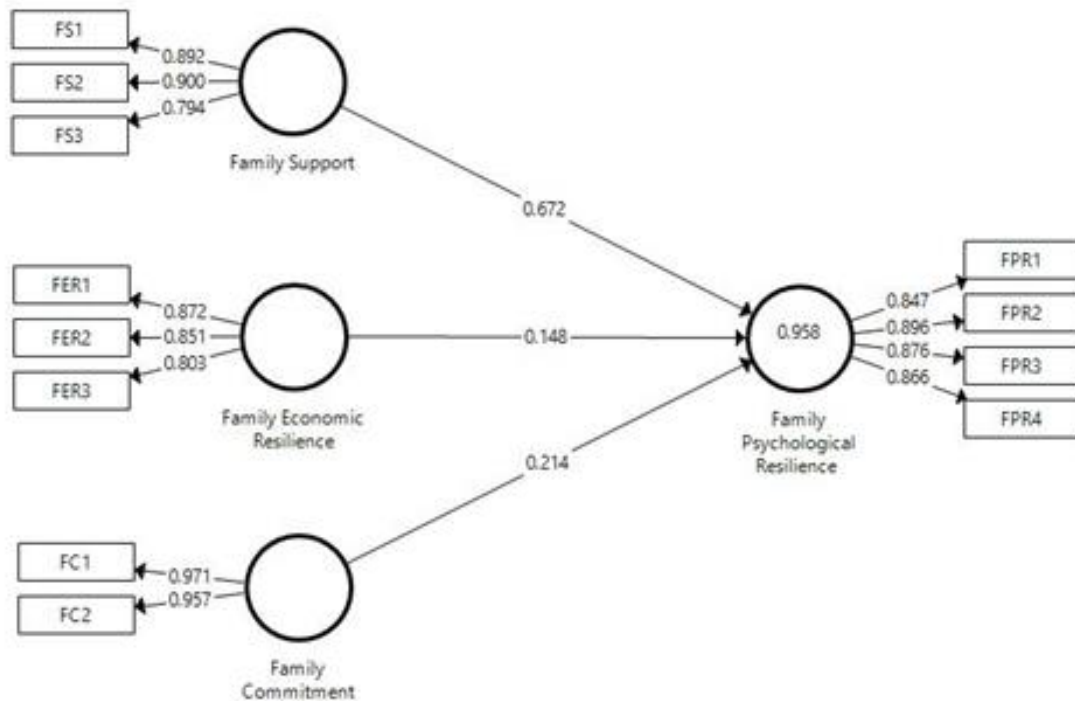 FS1
0.892
FS2
0.900
FS3
0.794
Family Support
0.672
FER1
0.872
FER2
0.851
FER3
0.803
Family Economic
Resilience
0.148
FC1
0.971
FC2
0.957
Family
Commitment
0.214
0.958
Family
Psychological
Resilience
0.847
FPR1
0.896
FPR2
0.876
FPR3
0.866
FPR4